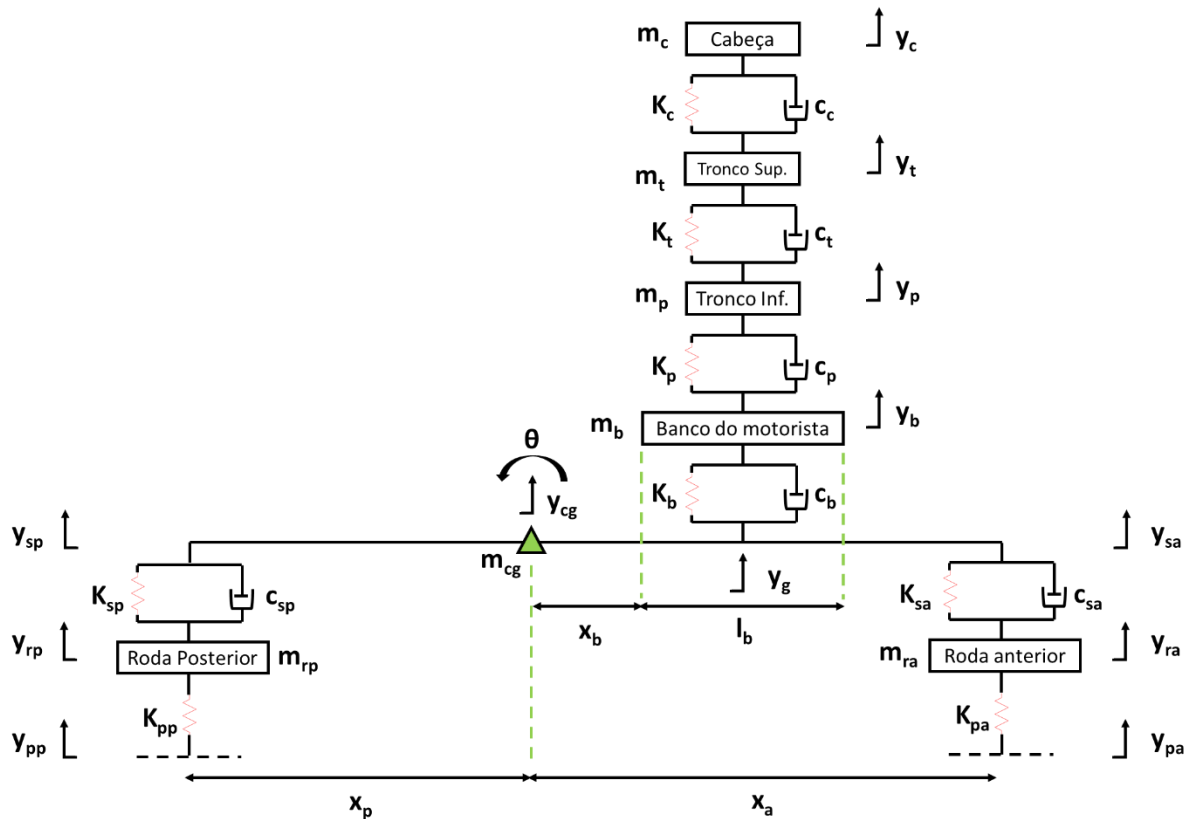 m_c Cabeça y_c
K_c c_c
m_t Tronco Sup. y_t
K_t c_t
m_p Tronco Inf. y_p
K_p c_p
m_b Banco do motorista y_b
θ
y_cg K_b c_b
y_sp y_sa
m_cg y_g
K_sp c_sp K_sa c_sa
x_b l_b
y_rp Roda Posterior m_rp m_ra Roda anterior y_ra
K_pp K_pa
y_pp y_pa
x_p x_a